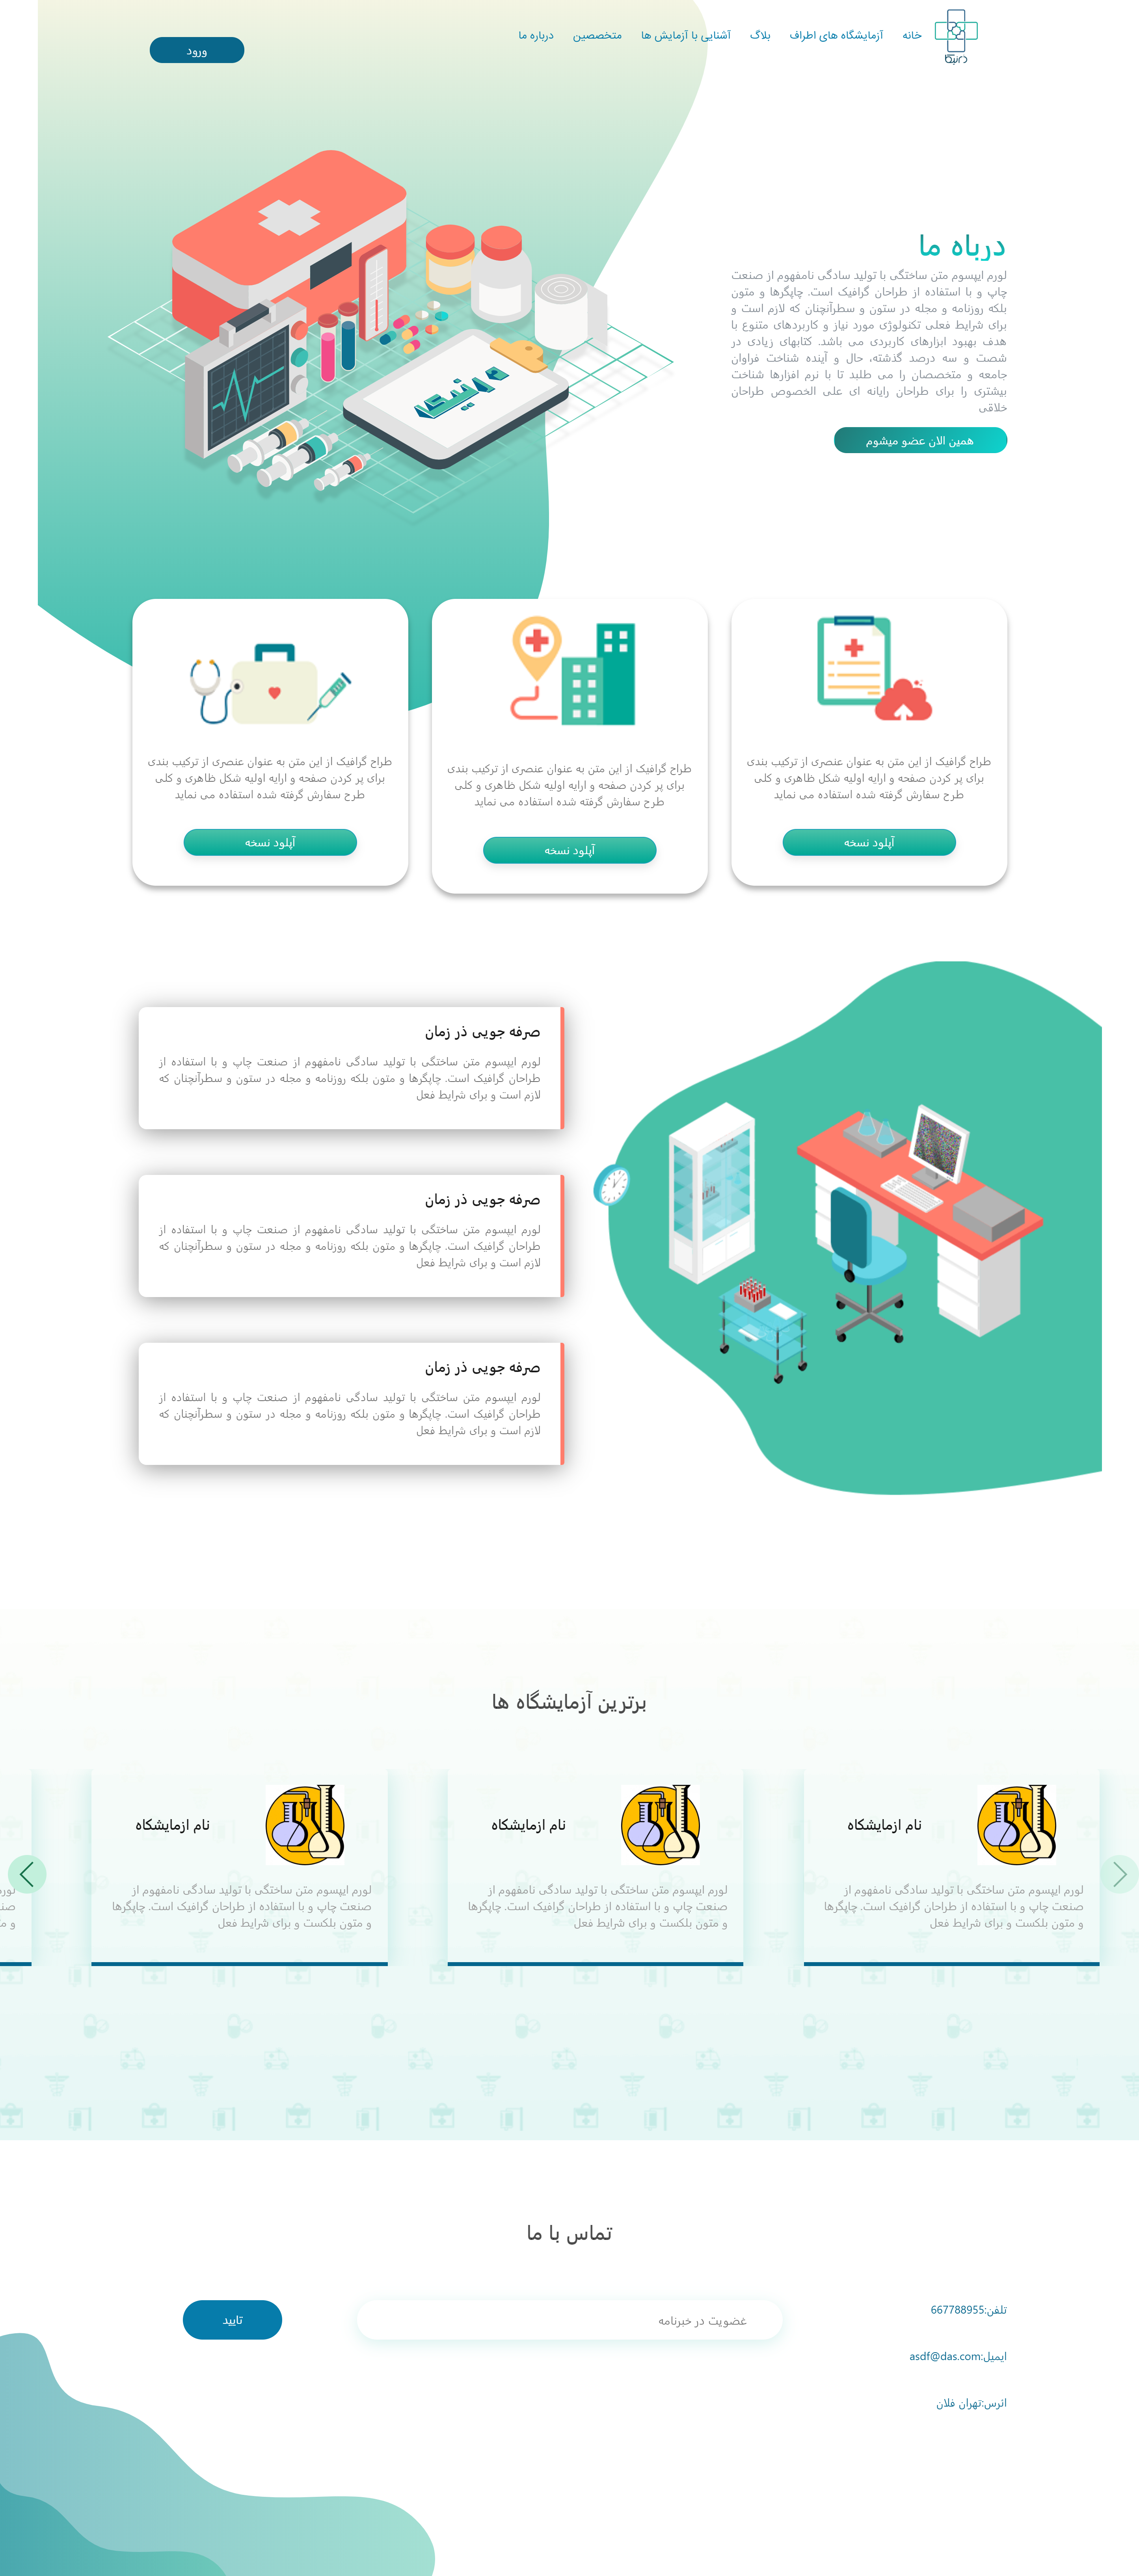 خانه
آزمایشگاه های اطراف
بلاگ
آشنایی با آزمایش ها
متخصصین
درباره ما
ورود
درباه ما
لورم ایپسوم متن ساختگی با تولید سادگی نامفهوم از صنعت
چاپ و با استفاده از طراحان گرافیک است. چاپگرها و متون
بلکه روزنامه و مجله در ستون و سطرآنچنان که لازم است و
برای شرایط فعلی تکنولوژی مورد نیاز و کاربردهای متنوع با
هدف بهبود ابزارهای کاربردی می باشد. کتابهای زیادی در
شصت و سه درصد گذشته، حال و آینده شناخت فراوان
جامعه و متخصصان را می طلبد تا با نرم افزارها شناخت
بیشتری را برای طراحان رایانه ای علی الخصوص طراحان
خلاقی
همین الان عضو میشوم
طراح گرافیک از این متن به عنوان عنصری از ترکیب بندی
برای پر کردن صفحه و ارایه اولیه شکل ظاهری و کلی
طرح سفارش گرفته شده استفاده می نماید
آپلود نسخه
طراح گرافیک از این متن به عنوان عنصری از ترکیب بندی
برای پر کردن صفحه و ارایه اولیه شکل ظاهری و کلی
طرح سفارش گرفته شده استفاده می نماید
آپلود نسخه
طراح گرافیک از این متن به عنوان عنصری از ترکیب بندی
برای پر کردن صفحه و ارایه اولیه شکل ظاهری و کلی
طرح سفارش گرفته شده استفاده می نماید
آپلود نسخه
صرفه جویی ذر زمان
لورم ایپسوم متن ساختگی با تولید سادگی نامفهوم از صنعت چاپ و با استفاده از
طراحان گرافیک است. چاپگرها و متون بلکه روزنامه و مجله در ستون و سطرآنچنان که
لازم است و برای شرایط فعل
صرفه جویی ذر زمان
لورم ایپسوم متن ساختگی با تولید سادگی نامفهوم از صنعت چاپ و با استفاده از
طراحان گرافیک است. چاپگرها و متون بلکه روزنامه و مجله در ستون و سطرآنچنان که
لازم است و برای شرایط فعل
صرفه جویی ذر زمان
لورم ایپسوم متن ساختگی با تولید سادگی نامفهوم از صنعت چاپ و با استفاده از
طراحان گرافیک است. چاپگرها و متون بلکه روزنامه و مجله در ستون و سطرآنچنان که
لازم است و برای شرایط فعل
برترین آزمایشگاه ها
نام ازمایشکاه
لورم ایپسوم متن ساختگی با تولید سادگی نامفهوم از
صنعت چاپ و با استفاده از طراحان گرافیک است. چاپگرها
و متون بلکست و برای شرایط فعل
نام ازمایشکاه
لورم ایپسوم متن ساختگی با تولید سادگی نامفهوم از
صنعت چاپ و با استفاده از طراحان گرافیک است. چاپگرها
و متون بلکست و برای شرایط فعل
نام ازمایشکاه
لورم ایپسوم متن ساختگی با تولید سادگی نامفهوم از
صنعت چاپ و با استفاده از طراحان گرافیک است. چاپگرها
و متون بلکست و برای شرایط فعل
تماس با ما
تلفن:667788955
ایمیل:asdf@das.com
ادرس:تهران فلان
غضویت در خبرنامه
تایید